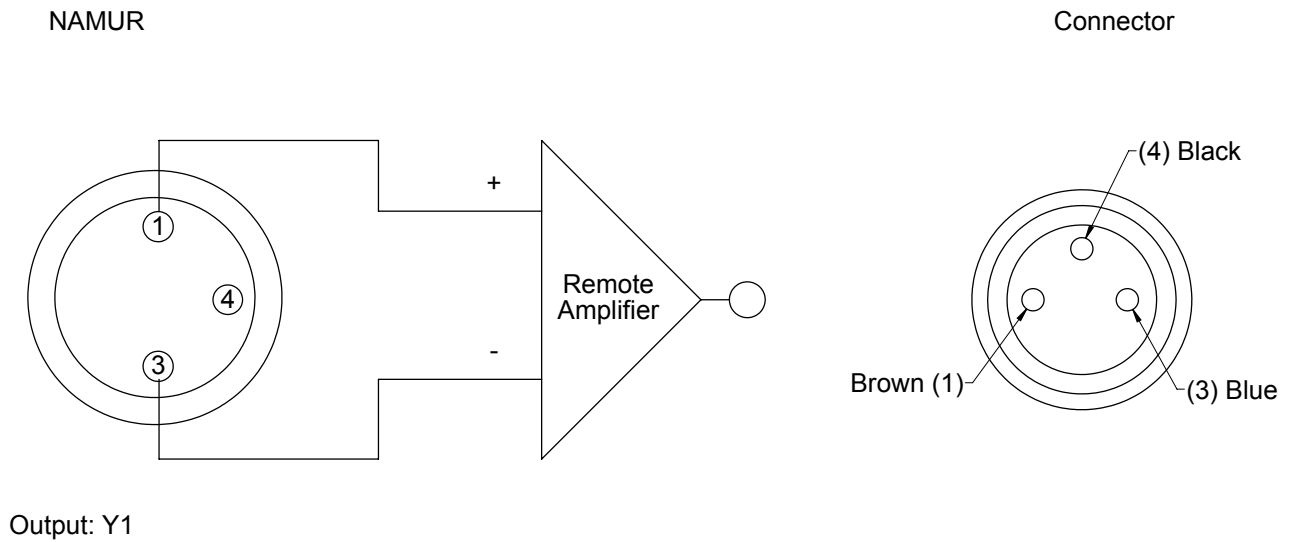 NAMUR
Connector
(4) Black
1
+
4
Remote
Amplifier
-
3
Brown (1)
(3) Blue
Output: Y1